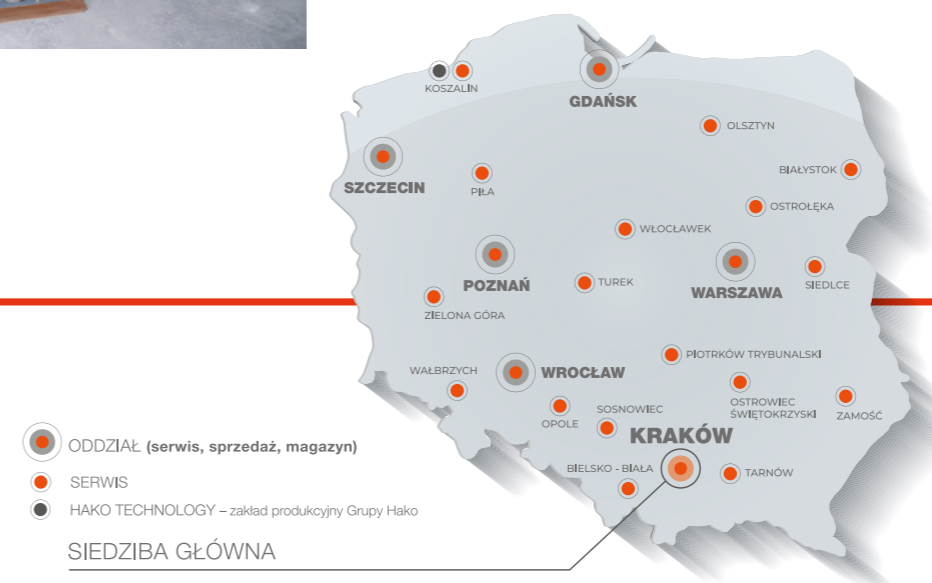 KOSZALIN
GDAŃSK
OLSZTYN
BIAŁYSTOK
SZCZECIN
PIŁA
OSTROŁĘKA
WŁOCŁAWEK
POZNAŃ
TUREK
WARSZAWA
SIEDLCE
ZIELONA GÓRA
PIOTRKÓW TRYBUNALSKI
WAŁBRZYCH
WROCŁAW
OSTROWIEC
ŚWIĘTOKRZYSKI
ZAMOŚĆ
SOSNOWIEC
OPOLE
KRAKÓW
BIELSKO - BIAŁA
TARNÓW
ODDZIAŁ (serwis, sprzedaż, magazyn)
SERWIS
HAKO TECHNOLOGY – zakład produkcyjny Grupy Hako
SIEDZIBA GŁÓWNA